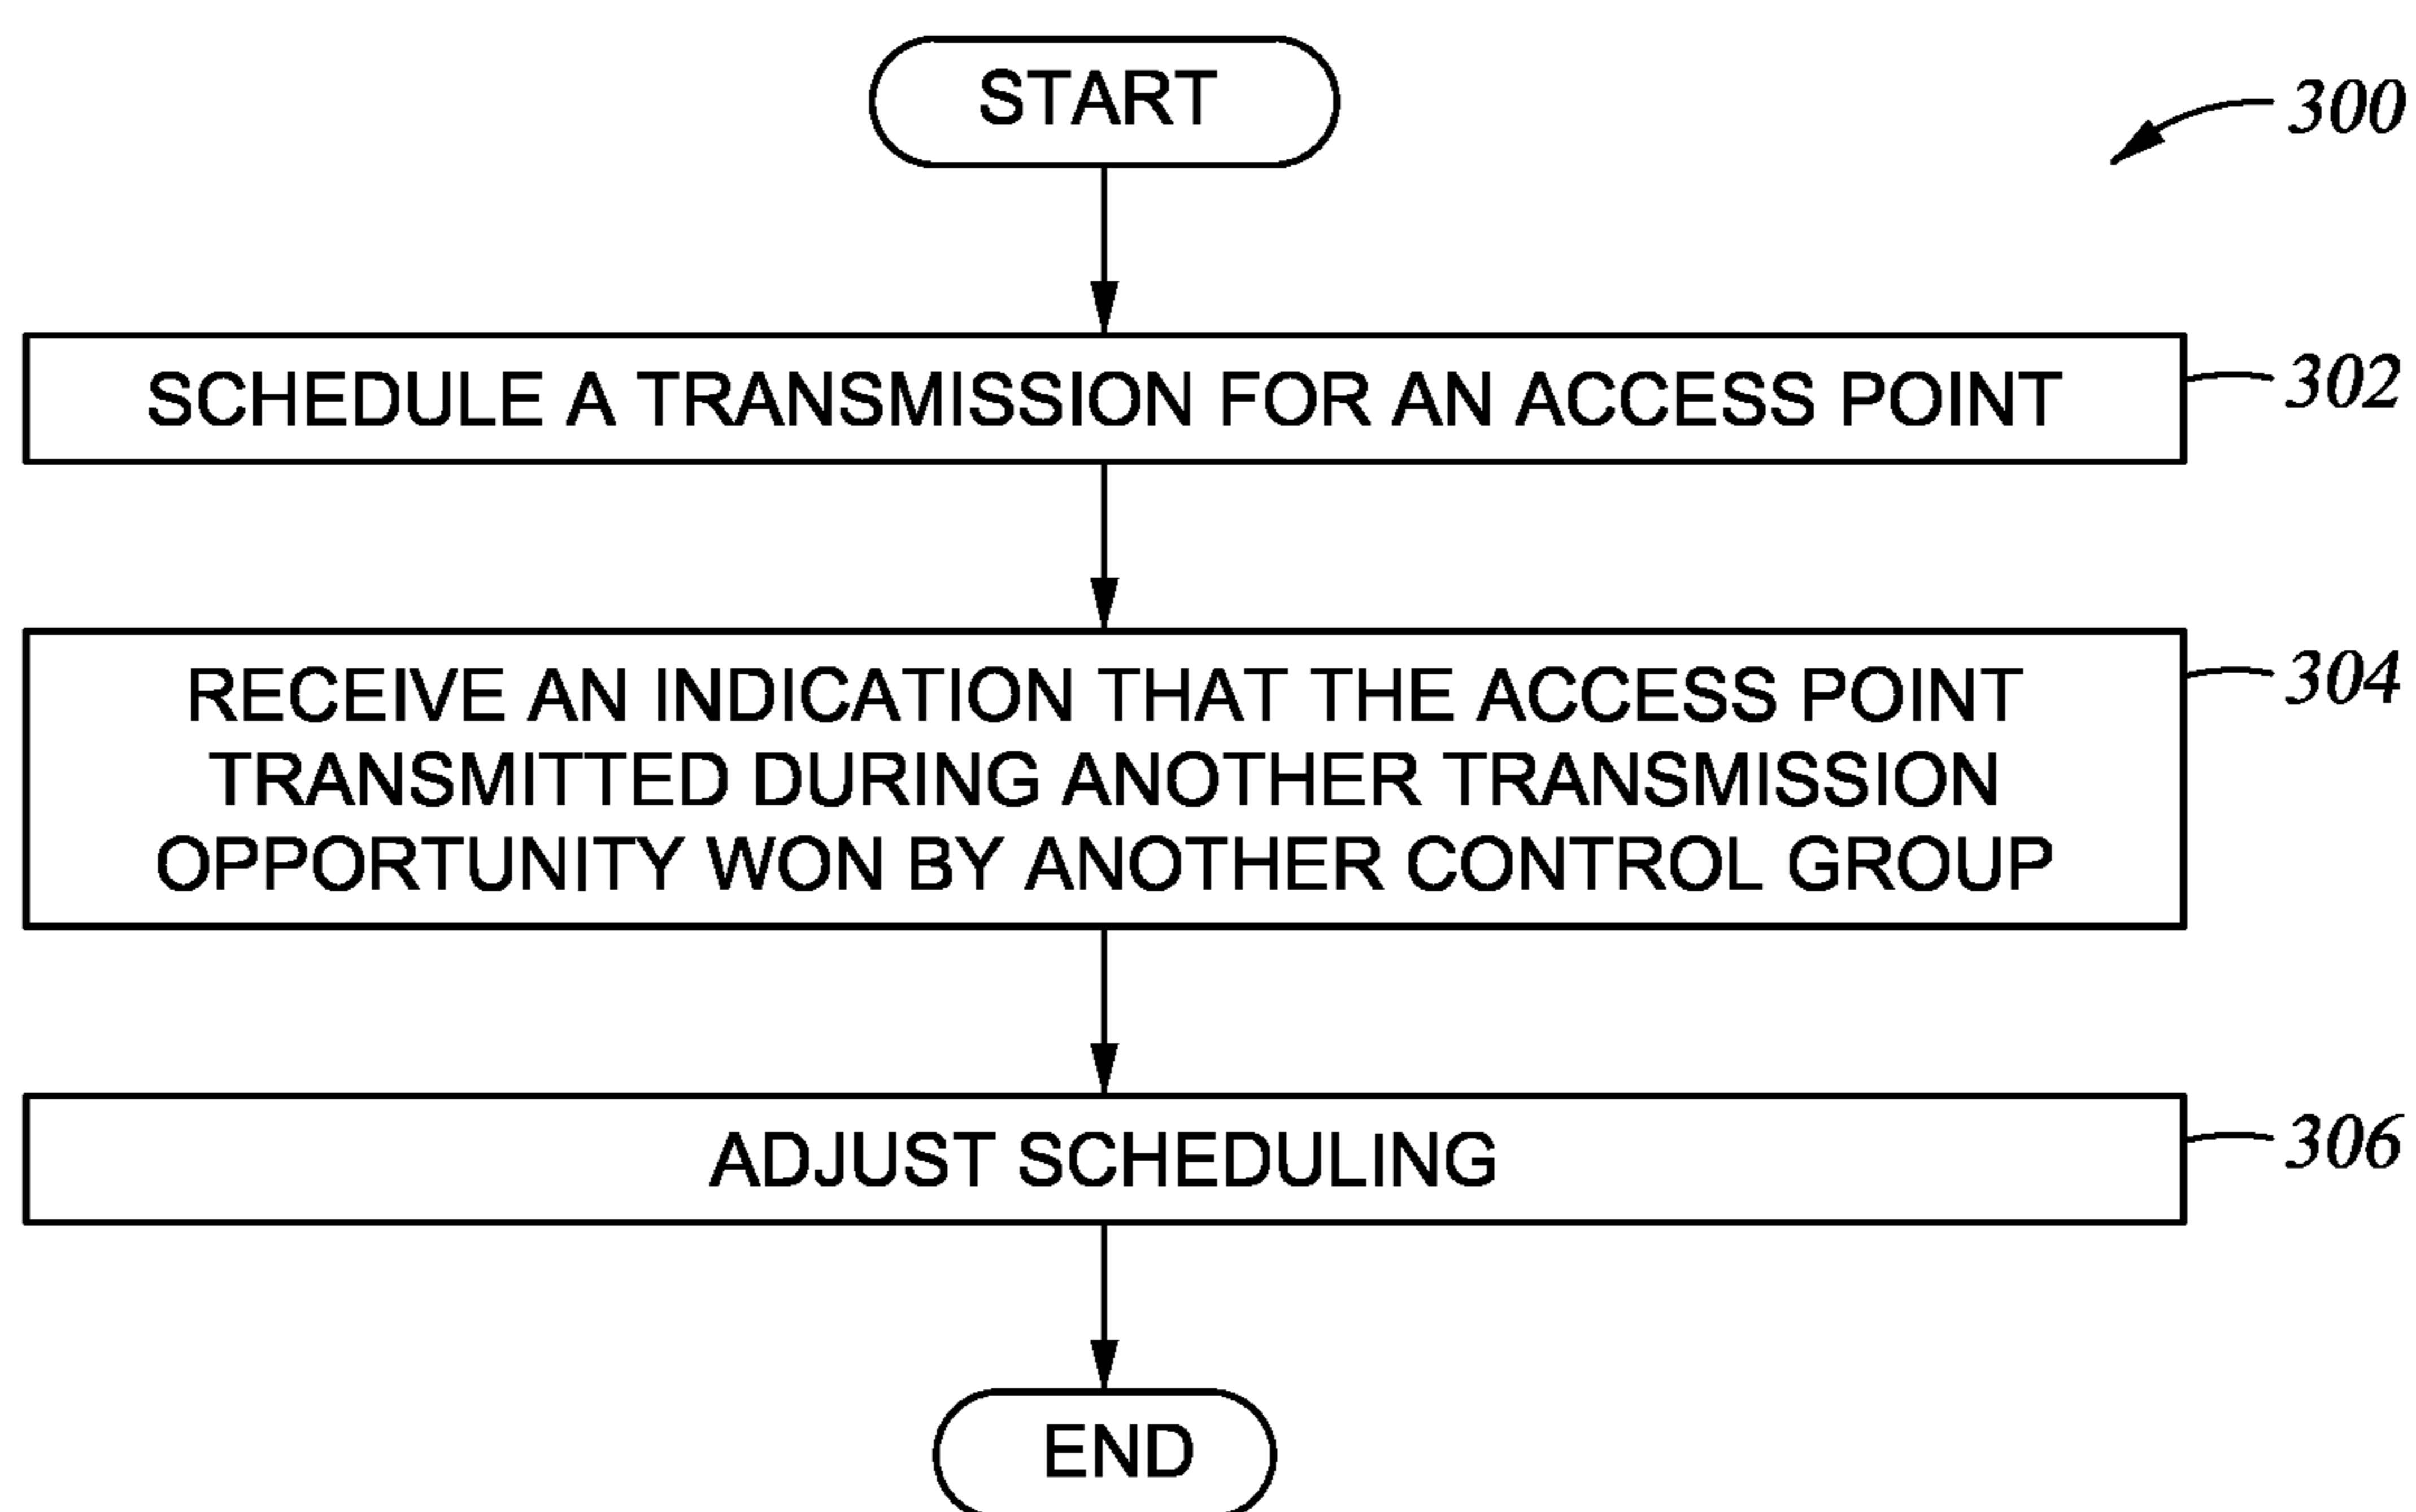 START
300
SCHEDULE A TRANSMISSION FOR AN ACCESS POINT
302
RECEIVE AN INDICATION THAT THE ACCESS POINT
TRANSMITTED DURING ANOTHER TRANSMISSION
OPPORTUNITY WON BY ANOTHER CONTROL GROUP
304
ADJUST SCHEDULING
306
END